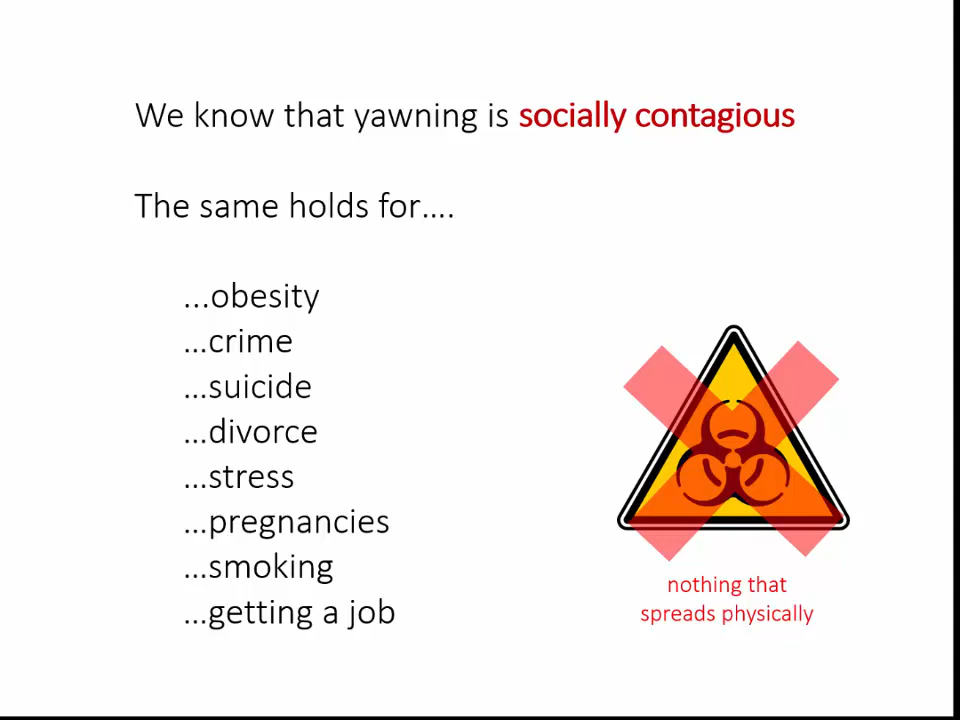 We know that yawning is socially contagious
The same holds for….
...obesity
…crime
…suicide
…divorce
…stress
…pregnancies
…smoking
…getting a job
nothing that
spreads physically